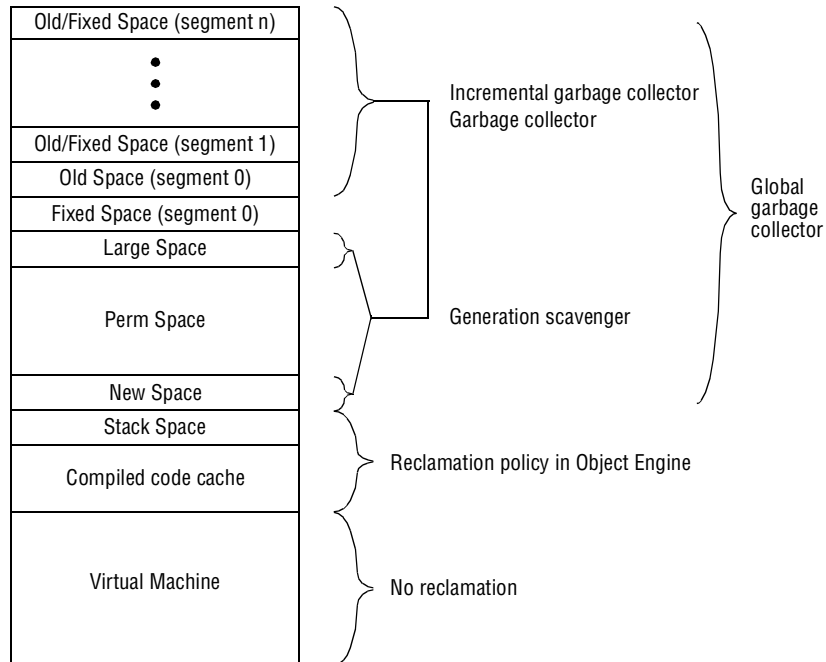 Old/Fixed Space (segment n)
Old/Fixed Space (segment 1)
Old Space (segment 0)
Fixed Space (segment 0)
Large Space
Perm Space
New Space
Stack Space
Compiled code cache
Virtual Machine
Incremental garbage collector
Garbage collector
Generation scavenger
Reclamation policy in Object Engine
No reclamation
Global
garbage
collector